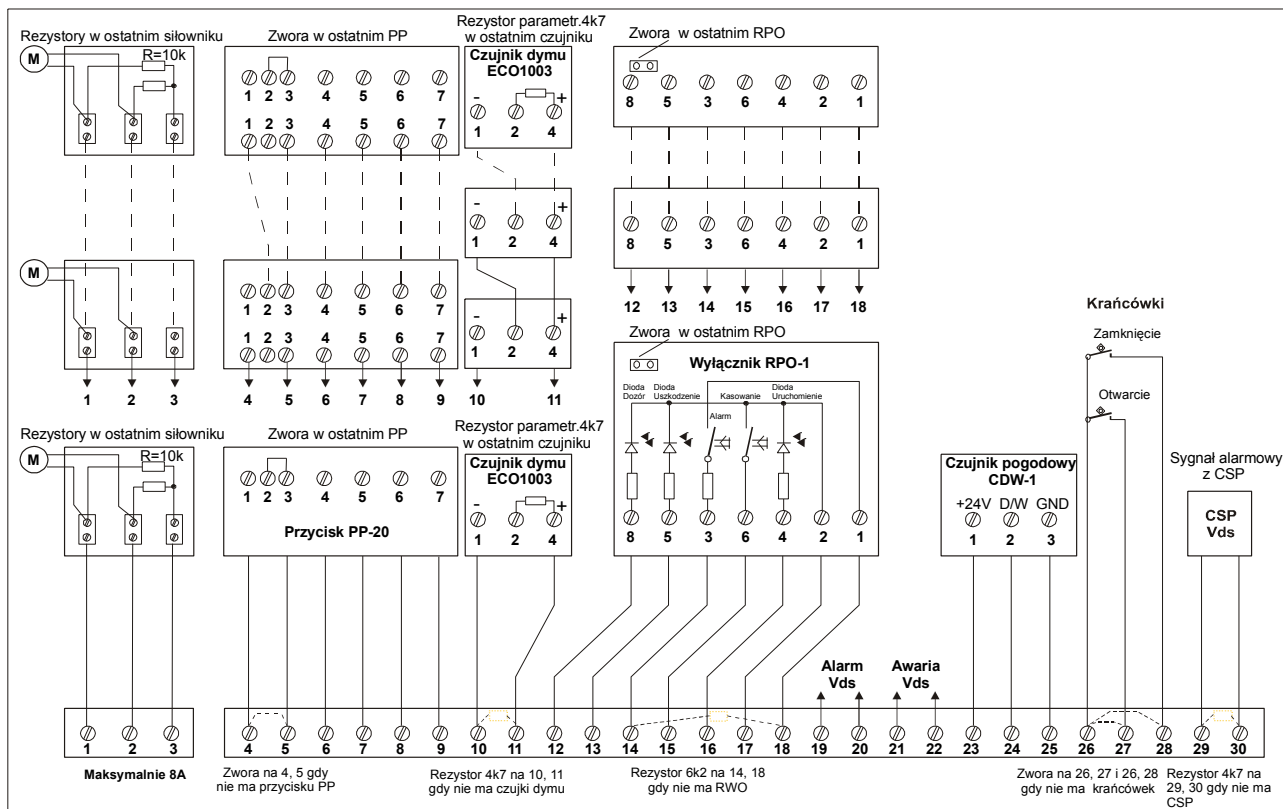 Rezystory w ostatnim siłowniku
M
R=10k
Zwora w ostatnim PP
1 2 3 4 5 6 7
1 2 3 4 5 6 7
Rezystor parametr.4k7
w ostatnim czujniku
Czujnik dymu
ECO1003
- +
1 2 4
Zwora w ostatnim RPO
8 5 3 6 4 2 1
- +
1 2 4
8 5 3 6 4 2 1
12 13 14 15 16 17 18
M
1 2 3
1 2 3 4 5 6 7
1 2 3 4 5 6 7
4 5 6 7 8 9
- +
1 2 4
10 11
Krańcówki
Zamknięcie
Otwarcie
Rezystory w ostatnim siłowniku
M
R=10k
Zwora w ostatnim PP
1 2 3 4 5 6 7
Przycisk PP-20
Rezystor parametr.4k7
w ostatnim czujniku
Czujnik dymu
ECO1003
- +
1 2 4
Zwora w ostatnim RPO
Wyłącznik RPO-1
Dioda
Dozór
Dioda
Uszkodzenie
Alarm
Kasowanie
Dioda
Uruchomienie
8 5 3 6 4 2 1
Czujnik pogodowy
CDW-1
+24V D/W GND
1 2 3
Sygnał alarmowy
z CSP
CSP
Vds
Alarm
Vds
Awaria
Vds
1 2 3
4 5 6 7 8 9 10 11 12 13 14 15 16 17 18 19 20 21 22 23 24 25 26 27 28 29 30
Maksymalnie 8A
Zwora na 4, 5 gdy
nie ma przycisku PP
Rezystor 4k7 na 10, 11
gdy nie ma czujki dymu
Rezystor 6k2 na 14, 18
gdy nie ma RWO
Zwora na 26, 27 i 26, 28
gdy nie ma krańcówek
Rezystor 4k7 na
29, 30 gdy nie ma
CSP